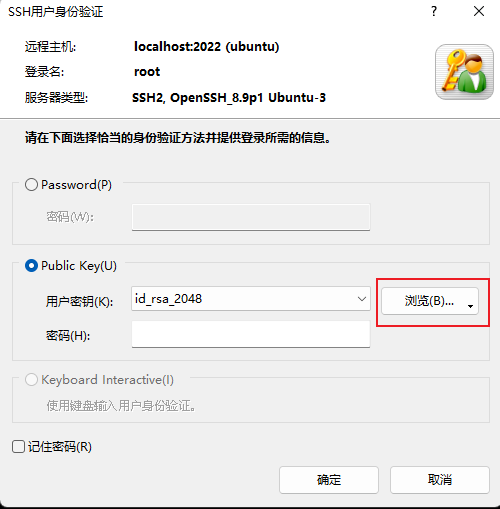 SSH用户身份验证 ?
远程主机: localhost:2022 (ubuntu)
登录名: root
服务器类型: SSH2, OpenSSH_8.9p1 Ubuntu-3
请在下面选择恰当的身份验证方法并提供登录所需的信息。
Password(P)
密码(W):
Public Key(U)
用户密钥(K): id_rsa_2048 浏览(B)...
密码(H):
Keyboard Interactive(I)
使用键盘输入用户身份验证。
记住密码(R)
确定 取消